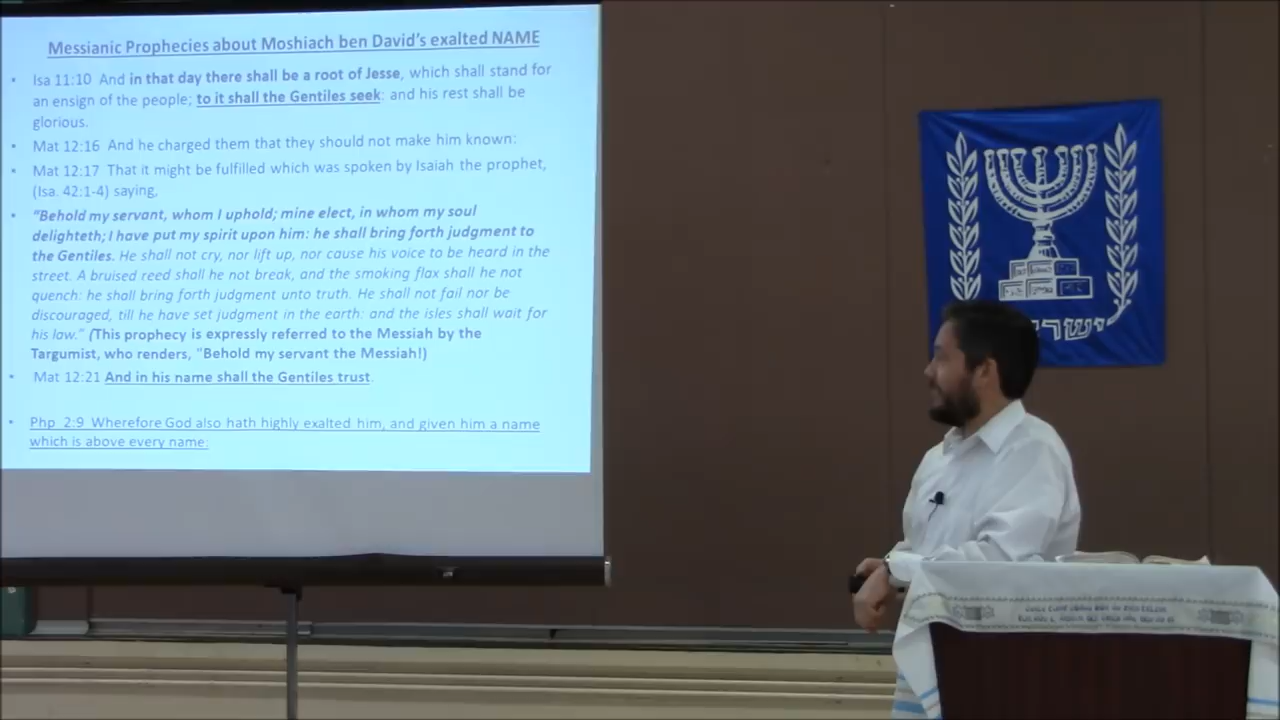 Messianic Prophecies about Moshiach ben David's exalted NAME
• Isa 11:10 And in that day there shall be a root of Jesse, which shall stand for
an ensign of the people; to it shall the Gentiles seek: and his rest shall be
glorious.
• Mat 12:16 And he charged them that they should not make him known:
• Mat 12:17 That it might be fulfilled which was spoken by Isaiah the prophet,
(Isa. 42:1-4) saying,
• "Behold my servant, whom I uphold; mine elect, in whom my soul
delighteth; I have put my spirit upon him: he shall bring forth judgment to
the Gentiles. He shall not cry, nor lift up, nor cause his voice to be heard in the
street. A bruised reed shall he not break, and the smoking flax shall he not
quench: he shall bring forth judgment unto truth. He shall not fail nor be
discouraged, till he have set judgment in the earth: and the isles shall wait for
his law." (This prophecy is expressly referred to the Messiah by the
Targumist, who renders, "Behold my servant the Messiah!)
• Mat 12:21 And in his name shall the Gentiles trust.
• Php 2:9 Wherefore God also hath highly exalted him, and given him a name
which is above every name: